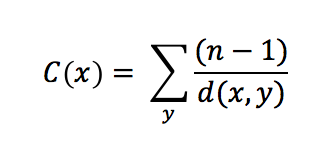 C(x) = ∑_y (n − 1) / d(x, y)